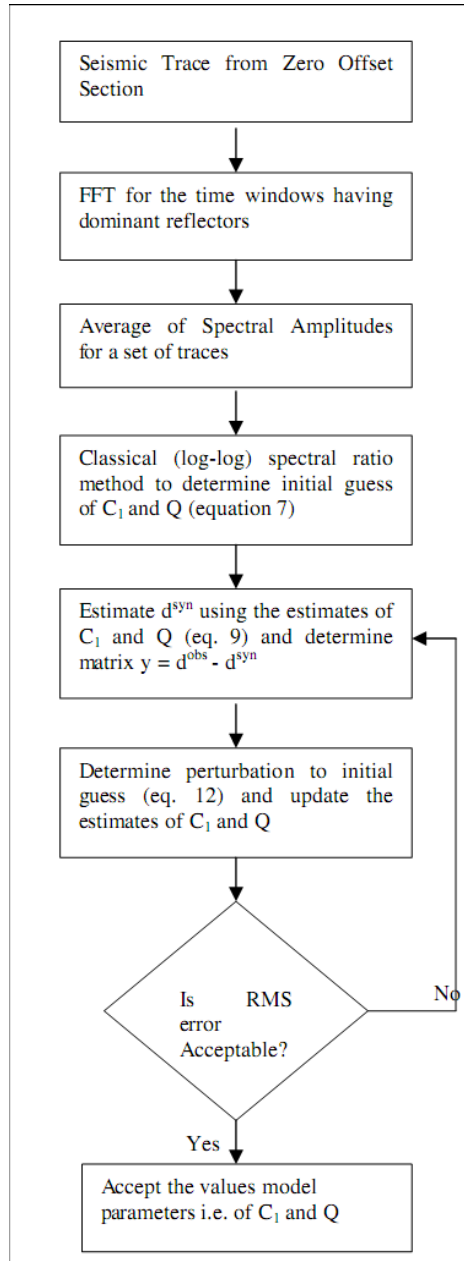 Seismic Trace from Zero Offset
Section
FFT for the time windows having
dominant reflectors
Average of Spectral Amplitudes
for a set of traces
Classical (log-log) spectral ratio
method to determine initial guess
of C₁ and Q (equation 7)
Estimate dˢʸⁿ using the estimates of
C₁ and Q (eq. 9) and determine
matrix y = dᵒᵇˢ - dˢʸⁿ
Determine perturbation to initial
guess (eq. 12) and update the
estimates of C₁ and Q
Is RMS
error
Acceptable?
No
Yes
Accept the values model
parameters i.e. of C₁ and Q